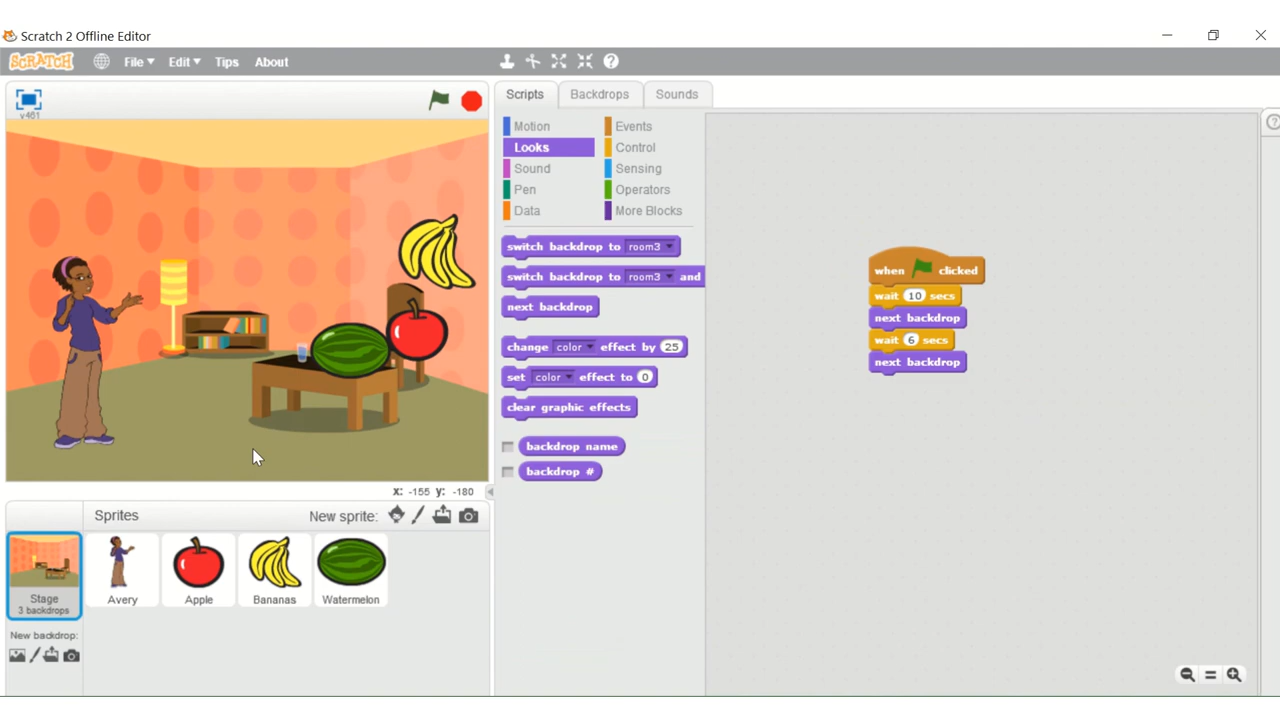 Scratch 2 Offline Editor
SCRATCH File Edit Tips About
v461
Scripts Backdrops Sounds
Motion Events
Looks Control
Sound Sensing
Pen Operators
Data More Blocks
switch backdrop to room3
switch backdrop to room3 and
next backdrop
change color effect by 25
set color effect to 0
clear graphic effects
backdrop name
backdrop #
when clicked
wait 10 secs
next backdrop
wait 6 secs
next backdrop
x: -155 y: -180
Sprites New sprite:
Stage
3 backdrops
Avery Apple Bananas Watermelon
New backdrop: